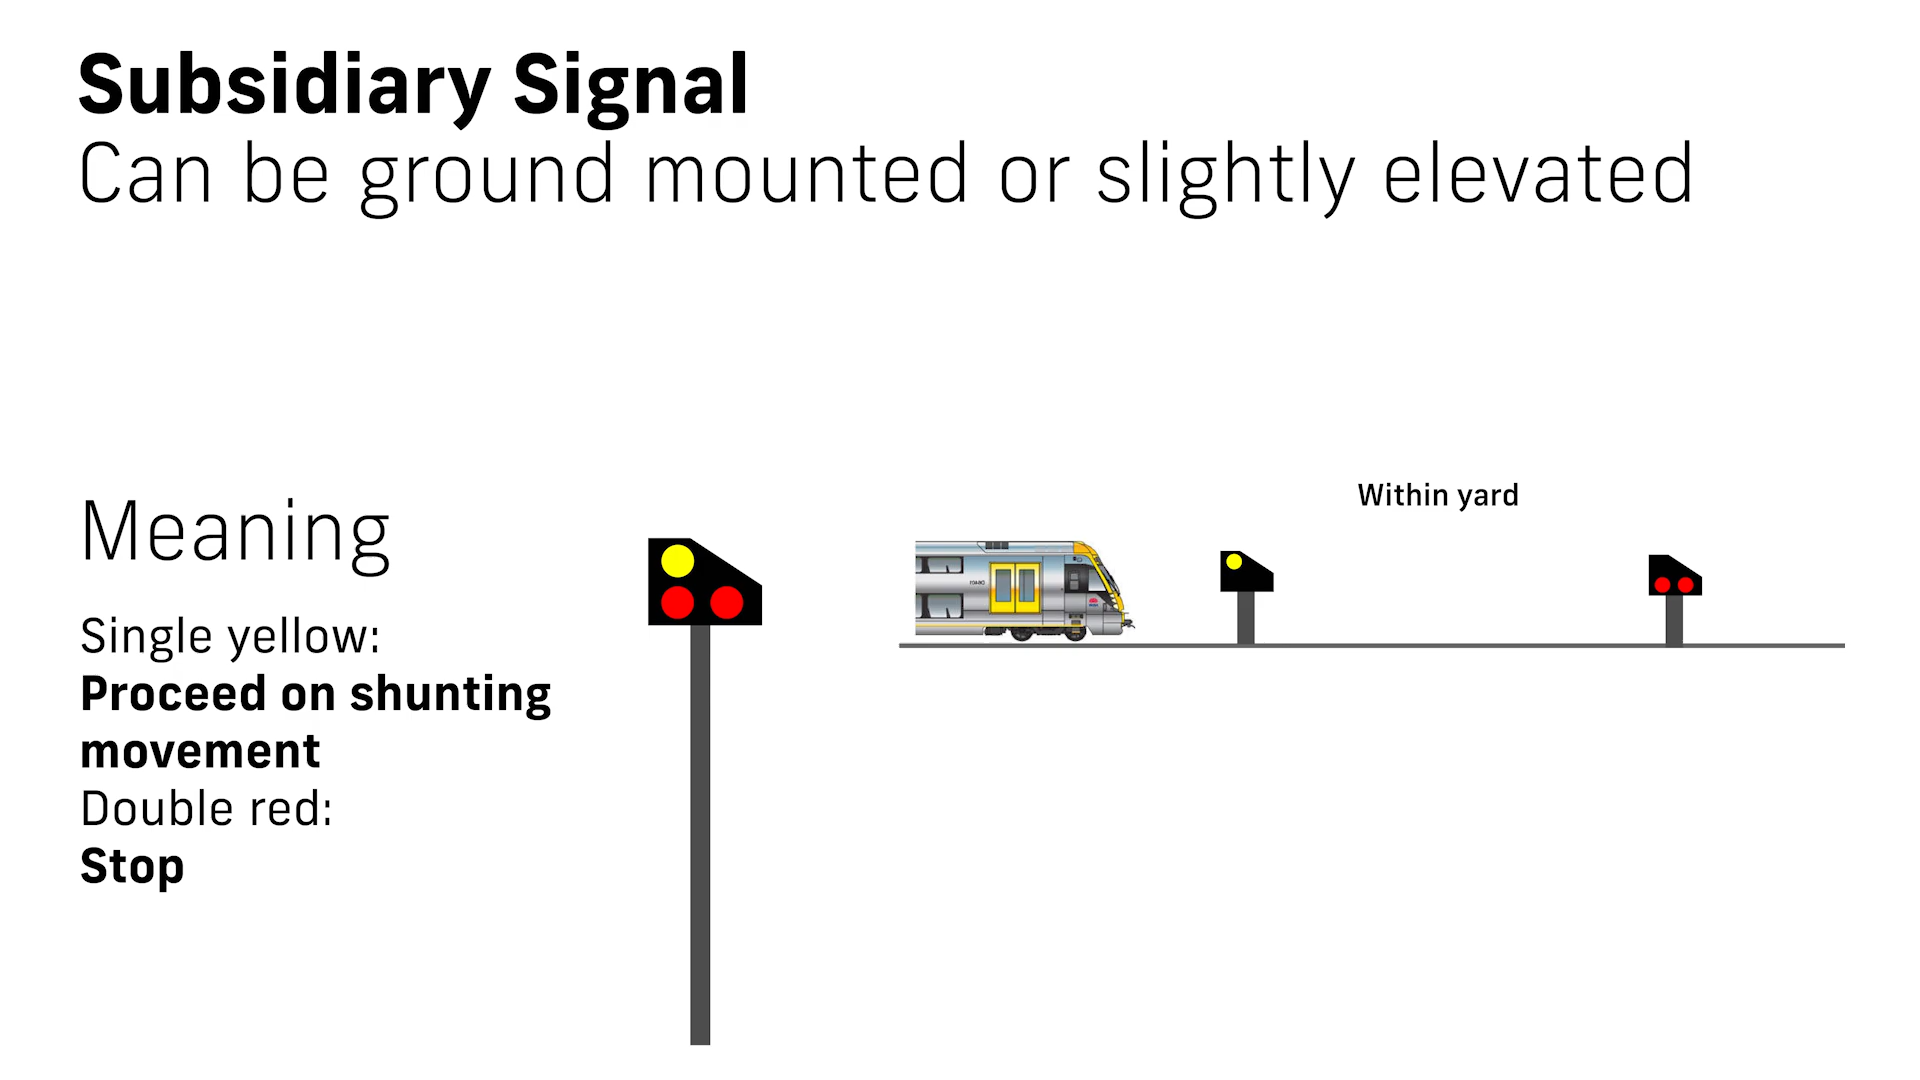 Subsidiary Signal
Can be ground mounted or slightly elevated
Within yard
Meaning
Single yellow:
Proceed on shunting
movement
Double red:
Stop